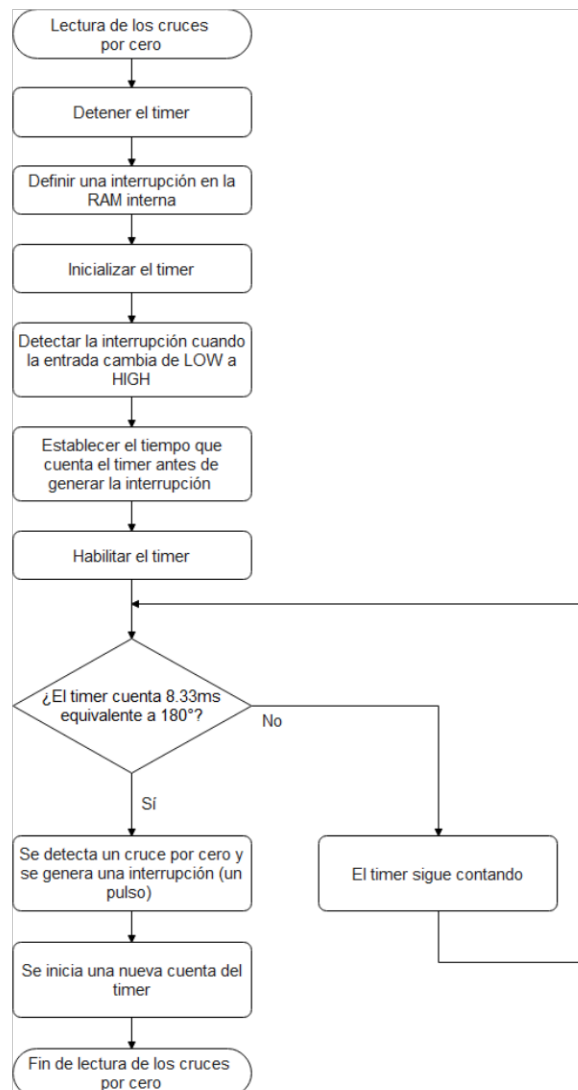 Lectura de los cruces
por cero
Detener el timer
Definir una interrupción en la
RAM interna
Inicializar el timer
Detectar la interrupción cuando
la entrada cambia de LOW a
HIGH
Establecer el tiempo que
cuenta el timer antes de
generar la interrupción
Habilitar el timer
¿El timer cuenta 8.33ms
equivalente a 180°?
No
Sí
Se detecta un cruce por cero y
se genera una interrupción (un
pulso)
El timer sigue contando
Se inicia una nueva cuenta del
timer
Fin de lectura de los cruces
por cero